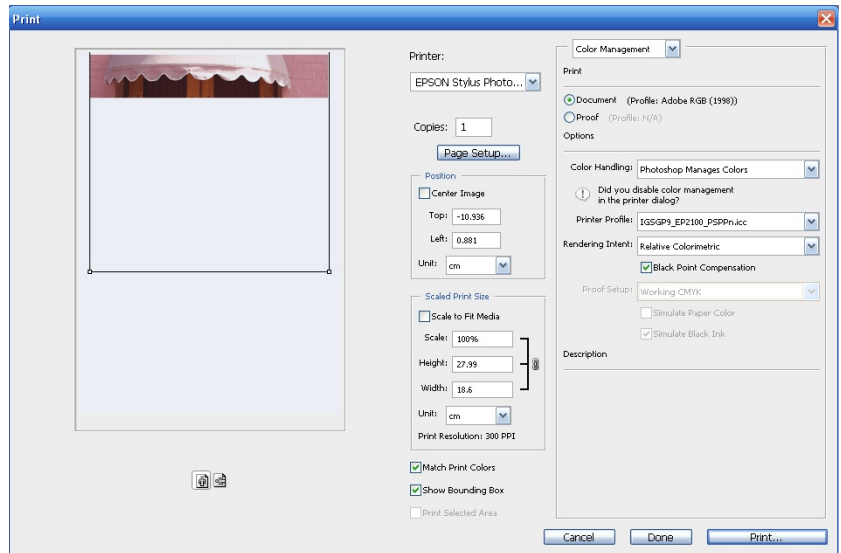 Print
Printer:
EPSON Stylus Photo...
Copies: 1
Page Setup...
Position
Center Image
Top: -10.936
Left: 0.881
Unit: cm
Scaled Print Size
Scale to Fit Media
Scale: 100%
Height: 27.99
Width: 18.6
Unit: cm
Print Resolution: 300 PPI
Match Print Colors
Show Bounding Box
Print Selected Area
Color Management
Print
Document (Profile: Adobe RGB (1998))
Proof (Profile: N/A)
Options
Color Handling: Photoshop Manages Colors
Did you disable color management
in the printer dialog?
Printer Profile: IGSGP9_EP2100_PSPPn.icc
Rendering Intent: Relative Colorimetric
Black Point Compensation
Proof Setup: Working CMYK
Simulate Paper Color
Simulate Black Ink
Description
Cancel Done Print...